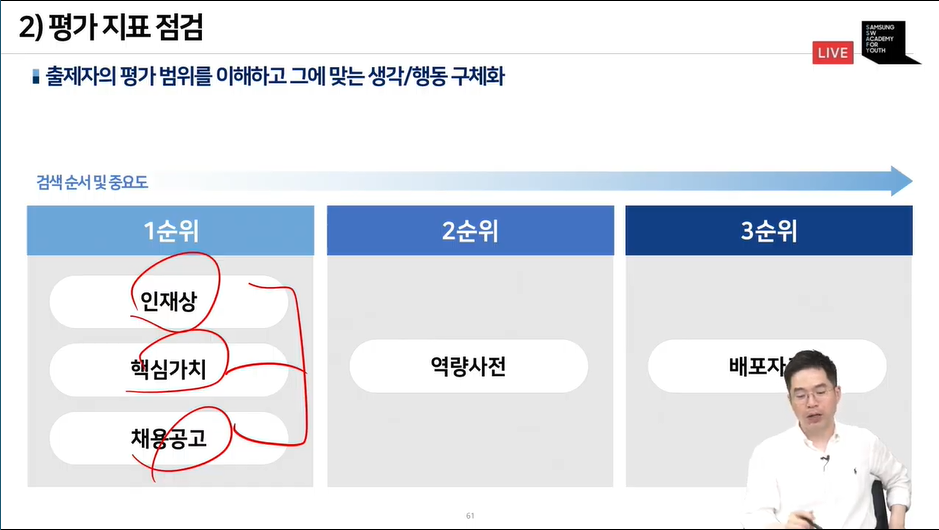 2) 평가 지표 점검
LIVE
SAMSUNG
SW
ACADEMY
FOR
YOUTH
출제자의 평가 범위를 이해하고 그에 맞는 생각/행동 구체화
검색 순서 및 중요도
1순위
2순위
3순위
인재상
핵심가치
역량사전
배포자
채용공고
61